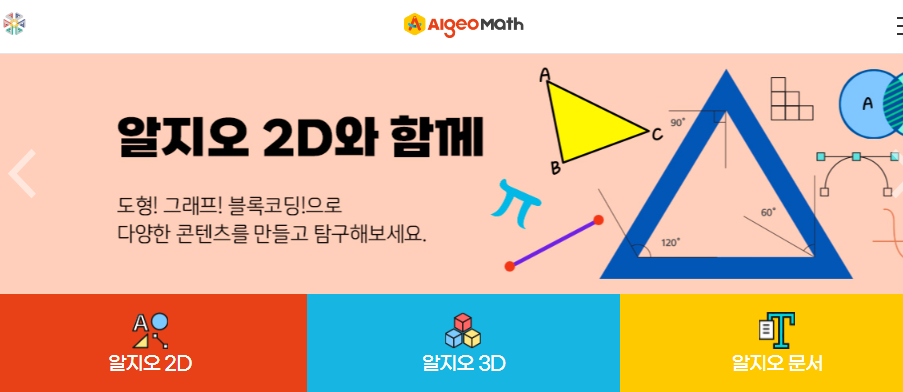 AlgeoMath
알지오 2D와 함께
도형! 그래프! 블록코딩!으로
다양한 콘텐츠를 만들고 탐구해보세요.
A
B
C
π
90°
120°
60°
A
알지오 2D
알지오 3D
알지오 문서